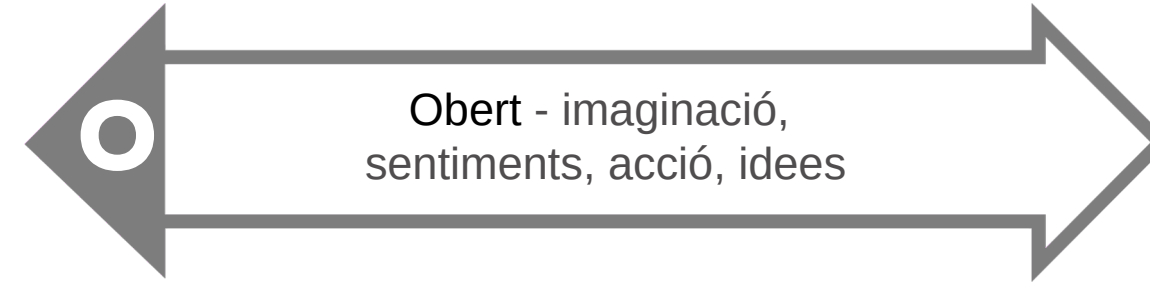 O
Obert - imaginació,
sentiments, acció, idees